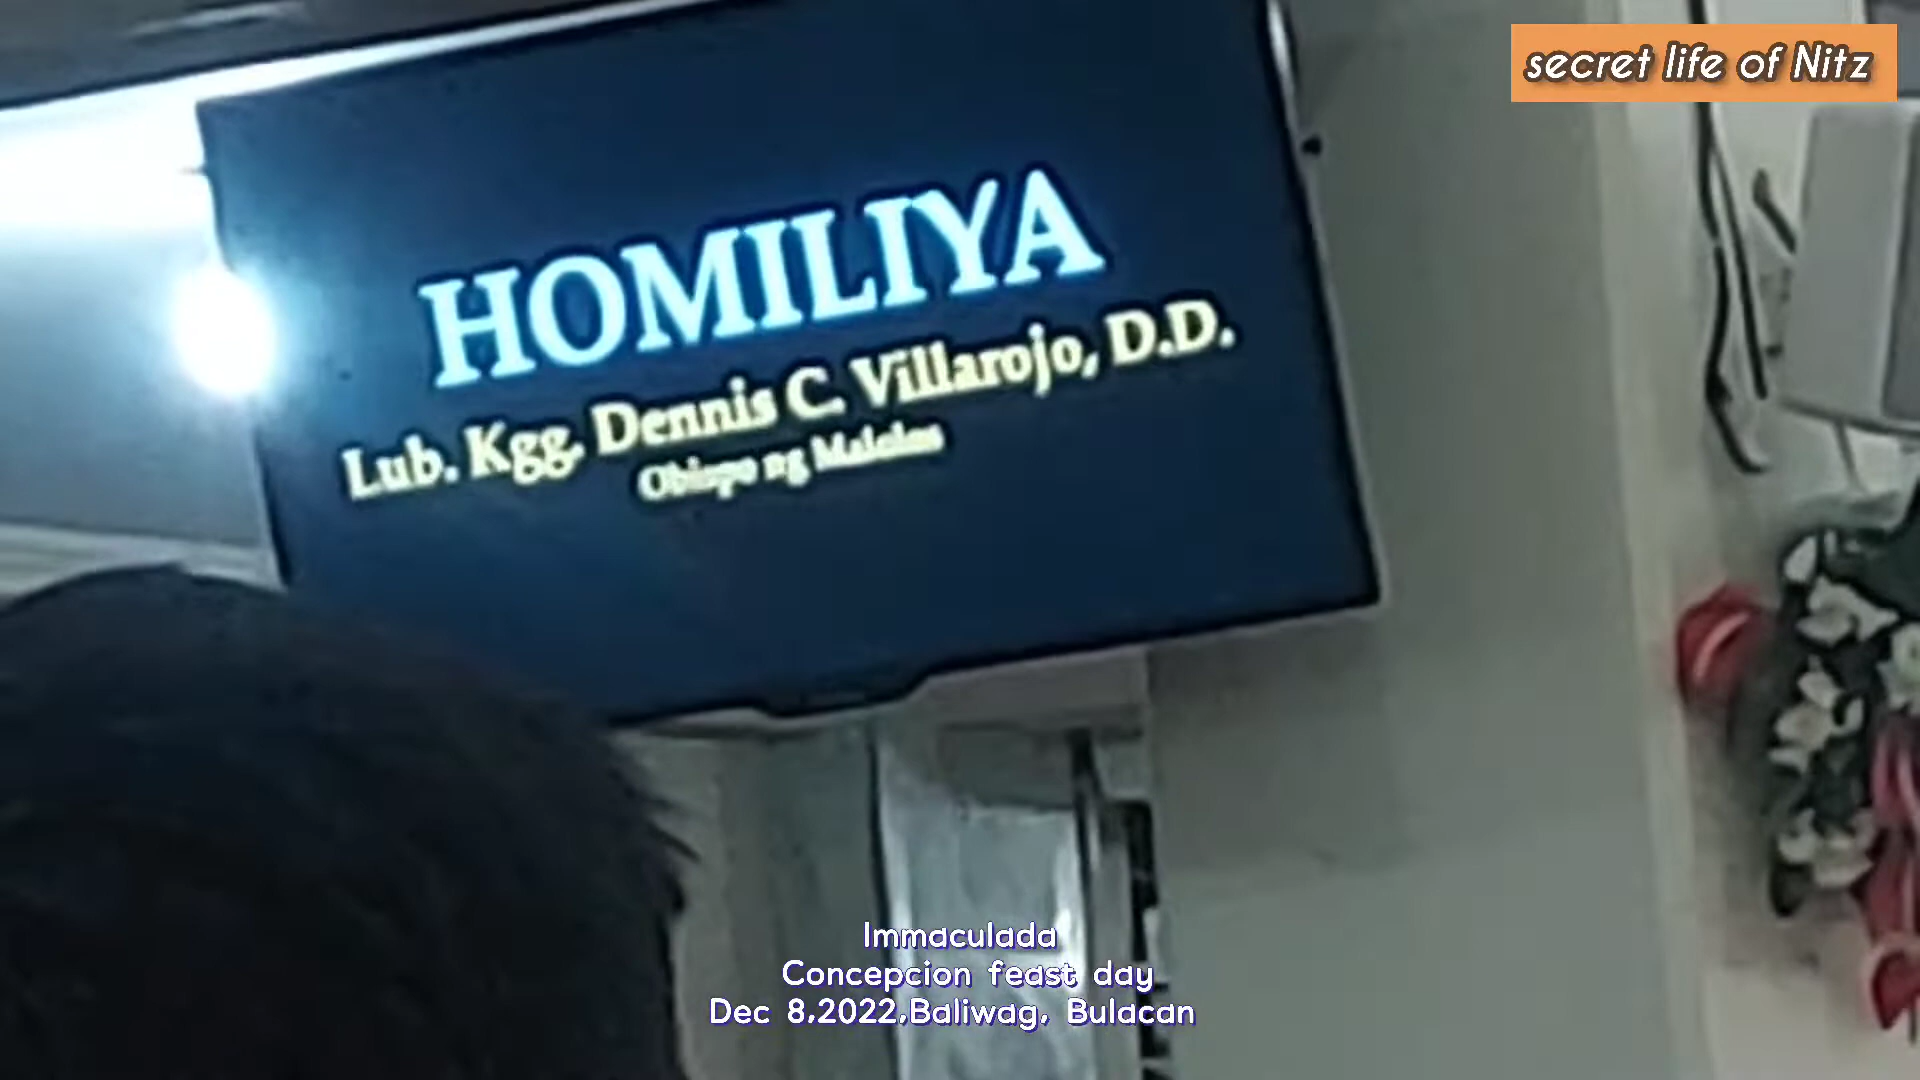 secret life of Nitz
HOMILIYA
Lub. Kgg. Dennis C. Villarojo, D.D.
Obispo ng Malolos
Immaculada
Concepcion feast day
Dec 8,2022,Baliwag, Bulacan